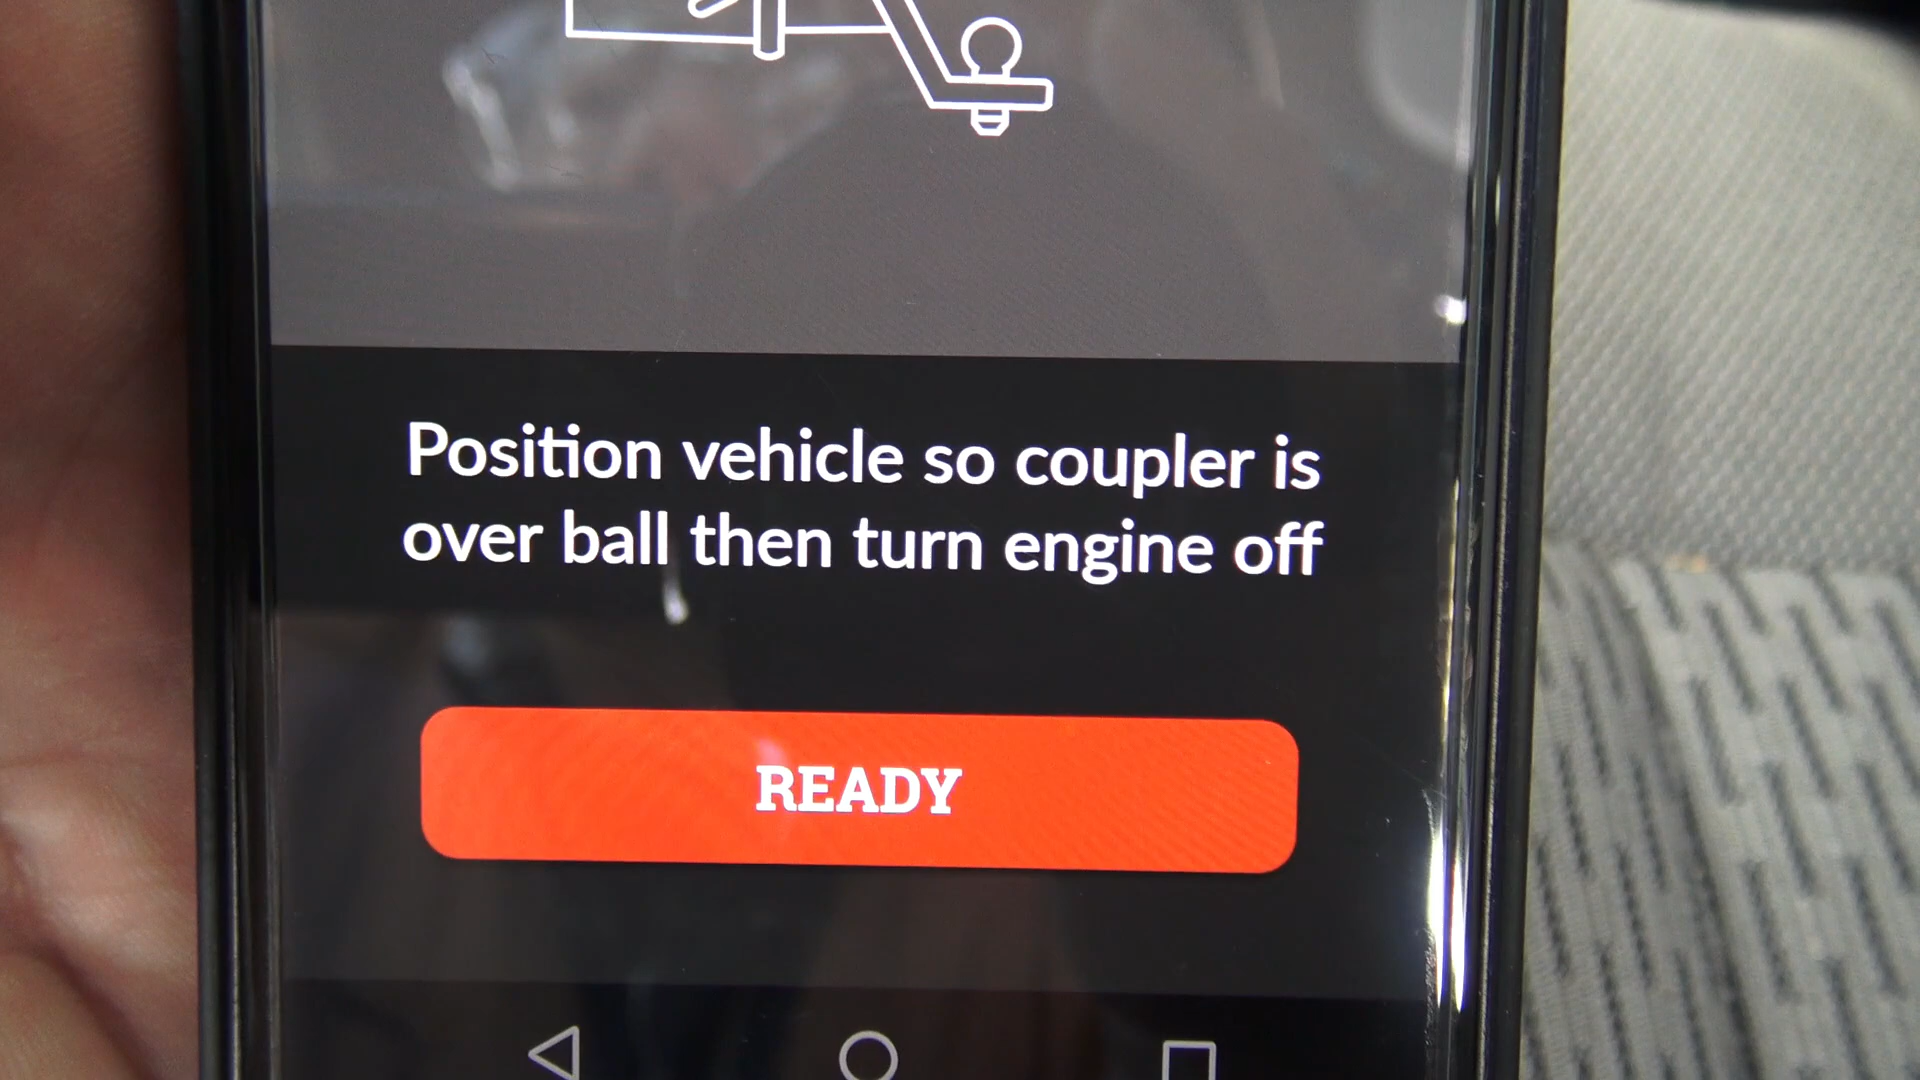 Position vehicle so coupler is
over ball then turn engine off
READY